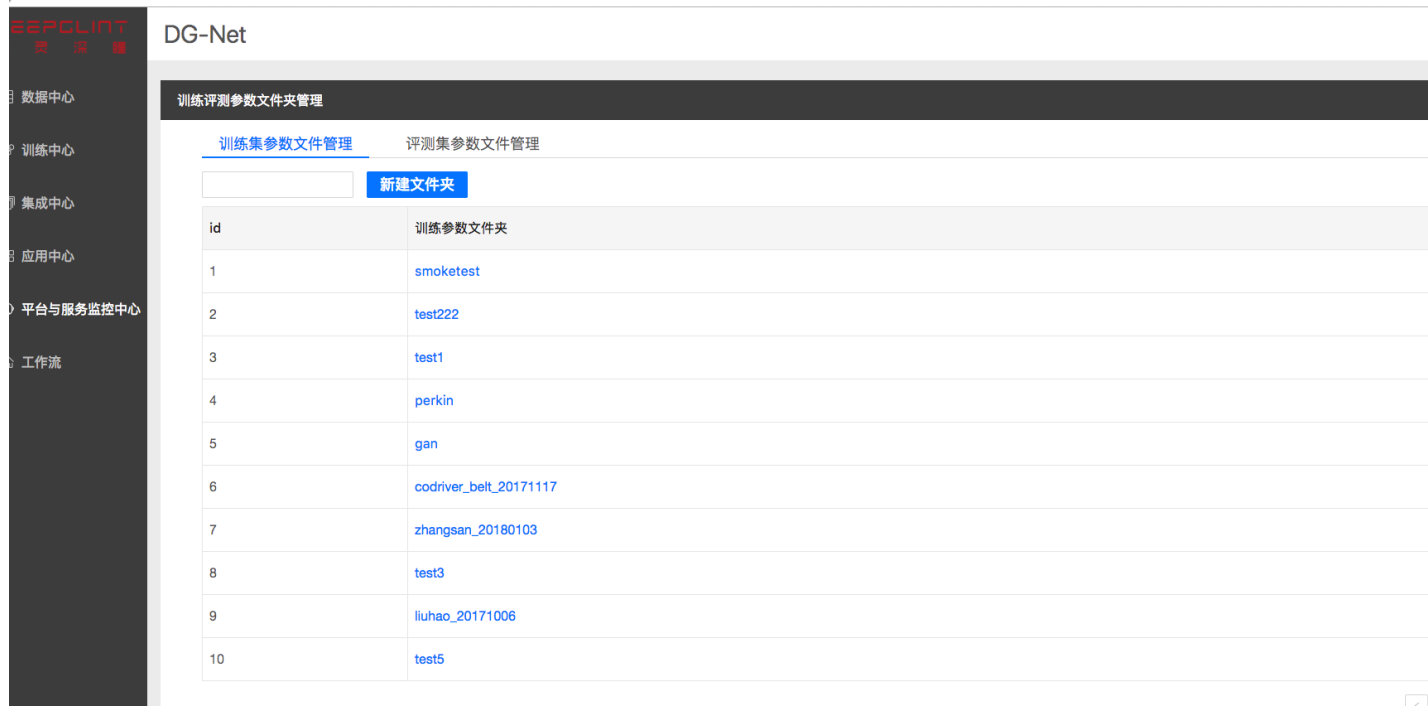 EEPGLINT
灵 深 瞳
DG-Net
数据中心
训练中心
集成中心
应用中心
平台与服务监控中心
工作流
训练评测参数文件夹管理
训练集参数文件管理 评测集参数文件管理
新建文件夹
id 训练参数文件夹
1 smoketest
2 test222
3 test1
4 perkin
5 gan
6 codriver_belt_20171117
7 zhangsan_20180103
8 test3
9 liuhao_20171006
10 test5